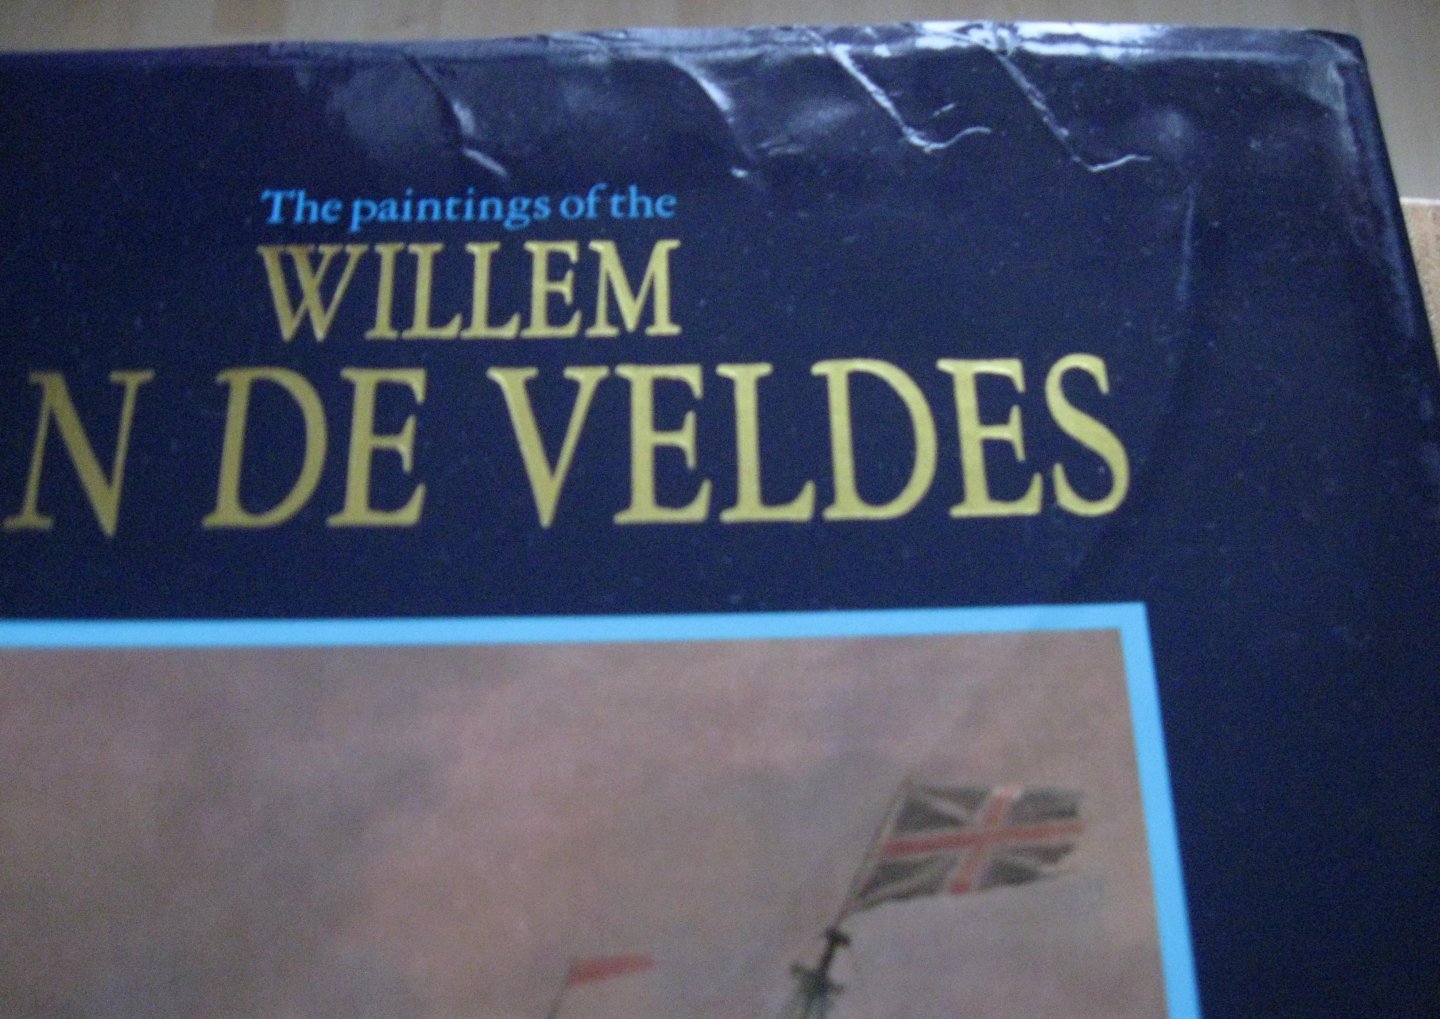 The paintings of the
WILLEM
N DE VELDES